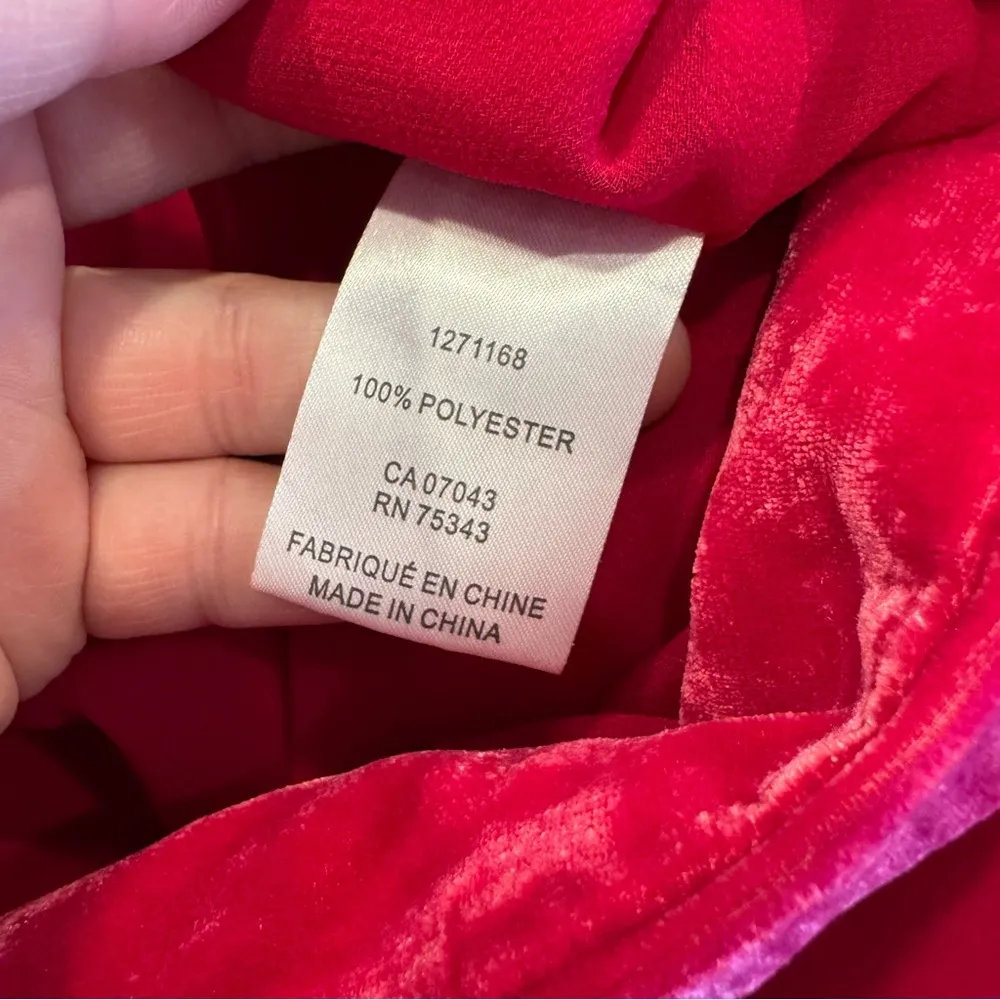 1271168
100% POLYESTER
CA 07043
RN 75343
FABRIQUÉ EN CHINE
MADE IN CHINA